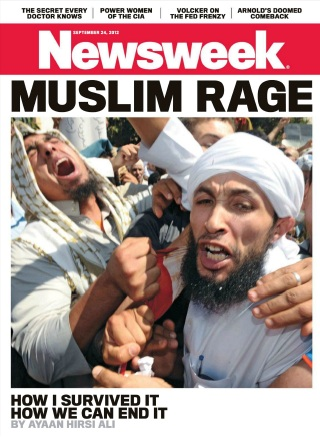 THE SECRET EVERY DOCTOR KNOWS
POWER WOMEN OF THE CIA
VOLCKER ON THE FED FRENZY
ARNOLD'S DOOMED COMEBACK
SEPTEMBER 24, 2012
Newsweek®
MUSLIM RAGE
HOW I SURVIVED IT
HOW WE CAN END IT
BY AYAAN HIRSI ALI